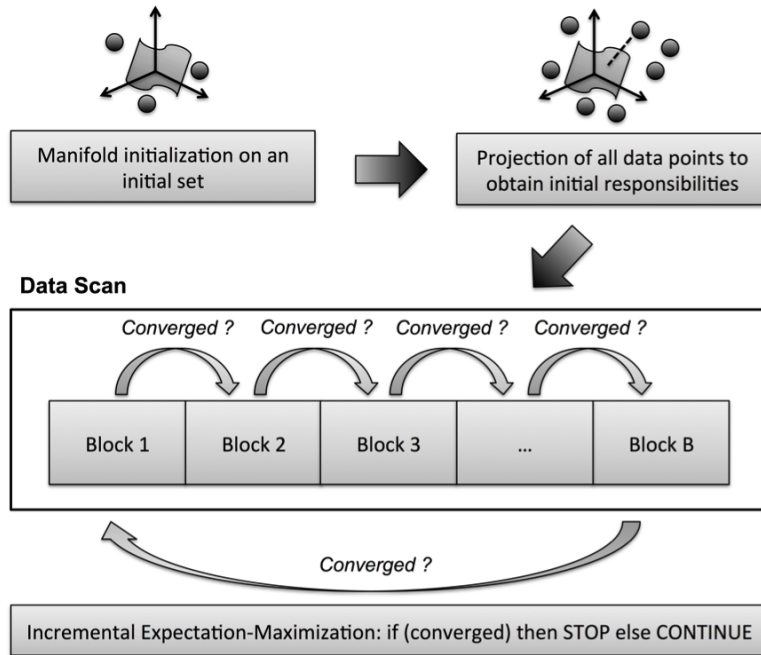 Manifold initialization on an
initial set
Projection of all data points to
obtain initial responsibilities
Data Scan
Converged ?
Converged ?
Converged ?
Converged ?
Block 1
Block 2
Block 3
...
Block B
Converged ?
Incremental Expectation-Maximization: if (converged) then STOP else CONTINUE